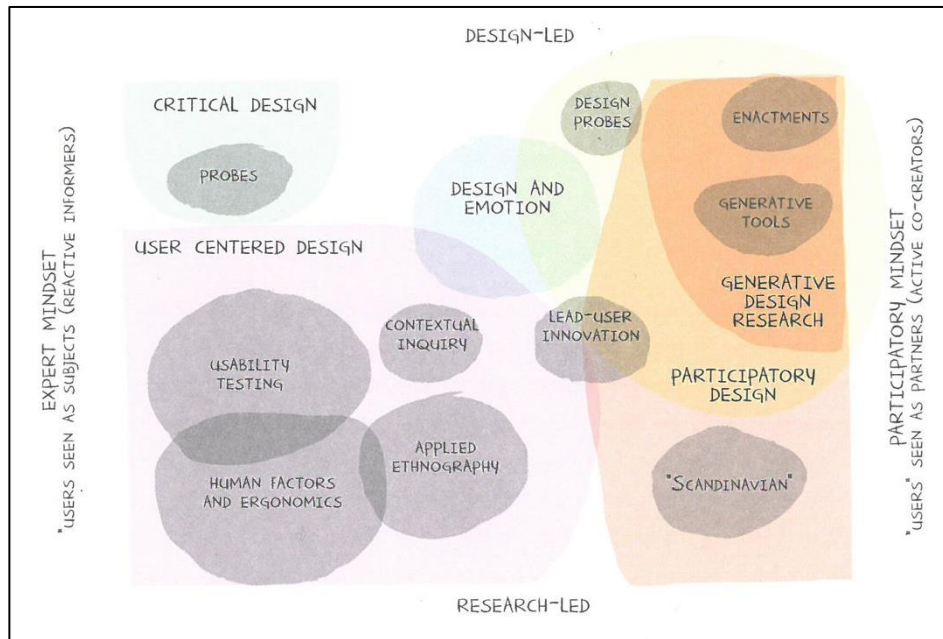 DESIGN-LED
CRITICAL DESIGN
PROBES
DESIGN
PROBES
ENACTMENTS
DESIGN AND
EMOTION
GENERATIVE
TOOLS
USER CENTERED DESIGN
GENERATIVE
DESIGN
RESEARCH
CONTEXTUAL
INQUIRY
LEAD-USER
INNOVATION
USABILITY
TESTING
PARTICIPATORY
DESIGN
APPLIED
ETHNOGRAPHY
HUMAN FACTORS
AND ERGONOMICS
"SCANDINAVIAN"
RESEARCH-LED
EXPERT MINDSET
"USERS SEEN AS SUBJECTS (REACTIVE INFORMERS)
PARTICIPATORY MINDSET
"USERS" SEEN AS PARTNERS (ACTIVE CO-CREATORS)